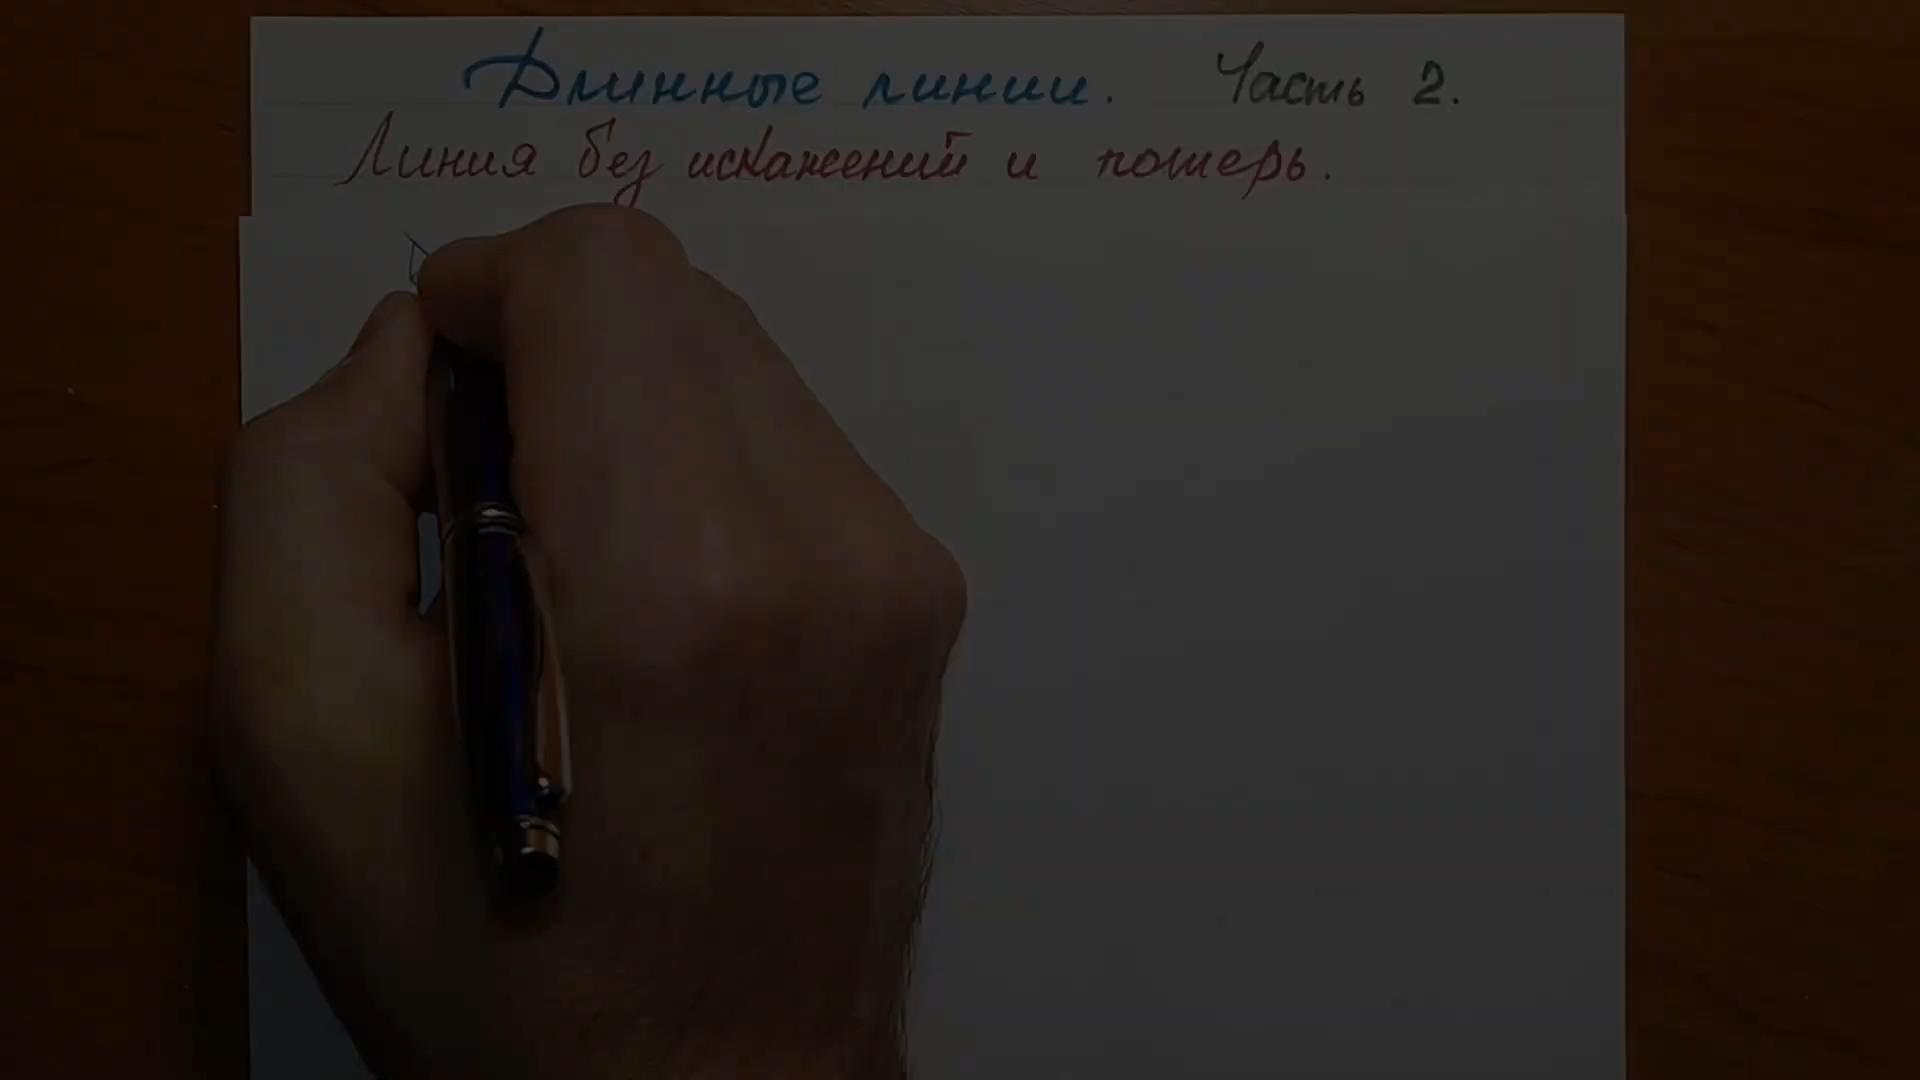 Длинные линии. Часть 2.
Линия без искажений и потерь.